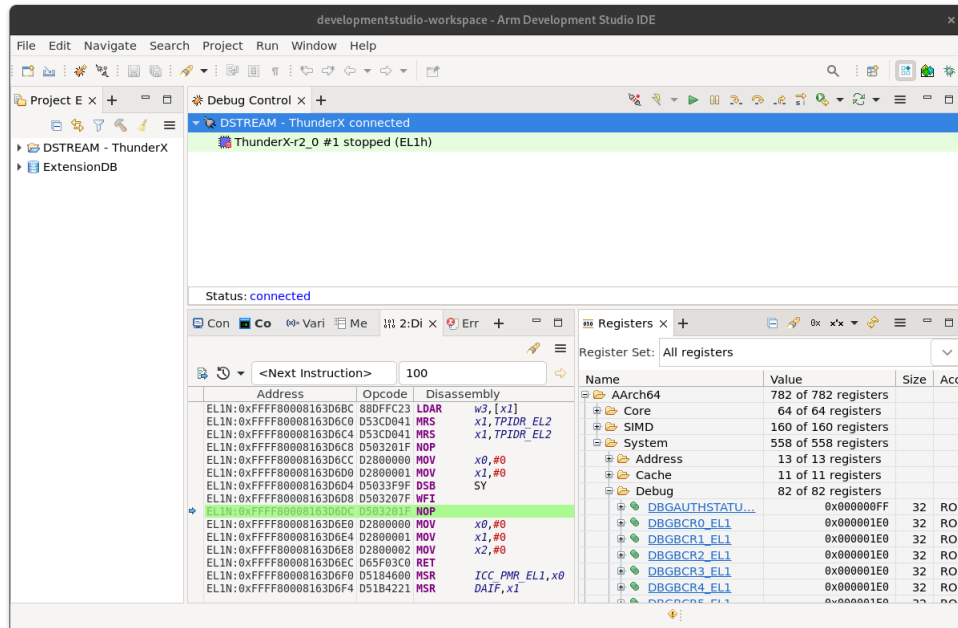 developmentstudio-workspace - Arm Development Studio IDE
File Edit Navigate Search Project Run Window Help
Project E
Debug Control
DSTREAM - ThunderX connected
ThunderX-r2_0 #1 stopped (EL1h)
DSTREAM - ThunderX
ExtensionDB
Status: connected
Con Co Vari Me 2:Di Err
<Next Instruction> 100
Address Opcode Disassembly
EL1N:0xFFFF80008163D6BC 88DFFC23 LDAR w3,[x1]
EL1N:0xFFFF80008163D6C0 D53CD041 MRS x1,TPIDR_EL2
EL1N:0xFFFF80008163D6C4 D53CD041 MRS x1,TPIDR_EL2
EL1N:0xFFFF80008163D6C8 D503201F NOP
EL1N:0xFFFF80008163D6CC D2800000 MOV x0,#0
EL1N:0xFFFF80008163D6D0 D2800001 MOV x1,#0
EL1N:0xFFFF80008163D6D4 D5033F9F DSB SY
EL1N:0xFFFF80008163D6D8 D503207F WFI
EL1N:0xFFFF80008163D6DC D503201F NOP
EL1N:0xFFFF80008163D6E0 D2800000 MOV x0,#0
EL1N:0xFFFF80008163D6E4 D2800001 MOV x1,#0
EL1N:0xFFFF80008163D6E8 D2800002 MOV x2,#0
EL1N:0xFFFF80008163D6EC D65F03C0 RET
EL1N:0xFFFF80008163D6F0 D5184600 MSR ICC_PMR_EL1,x0
EL1N:0xFFFF80008163D6F4 D51B4221 MSR DAIF,x1
Registers
Register Set: All registers
Name Value Size Acc
AArch64 782 of 782 registers
Core 64 of 64 registers
SIMD 160 of 160 registers
System 558 of 558 registers
Address 13 of 13 registers
Cache 11 of 11 registers
Debug 82 of 82 registers
DBGAUTHSTATU... 0x000000FF 32 RO
DBGBCR0_EL1 0x000001E0 32 RO
DBGBCR1_EL1 0x000001E0 32 RO
DBGBCR2_EL1 0x000001E0 32 RO
DBGBCR3_EL1 0x000001E0 32 RO
DBGBCR4_EL1 0x000001E0 32 RO
DBGBCR5_EL1 0x000001E0 32 RO